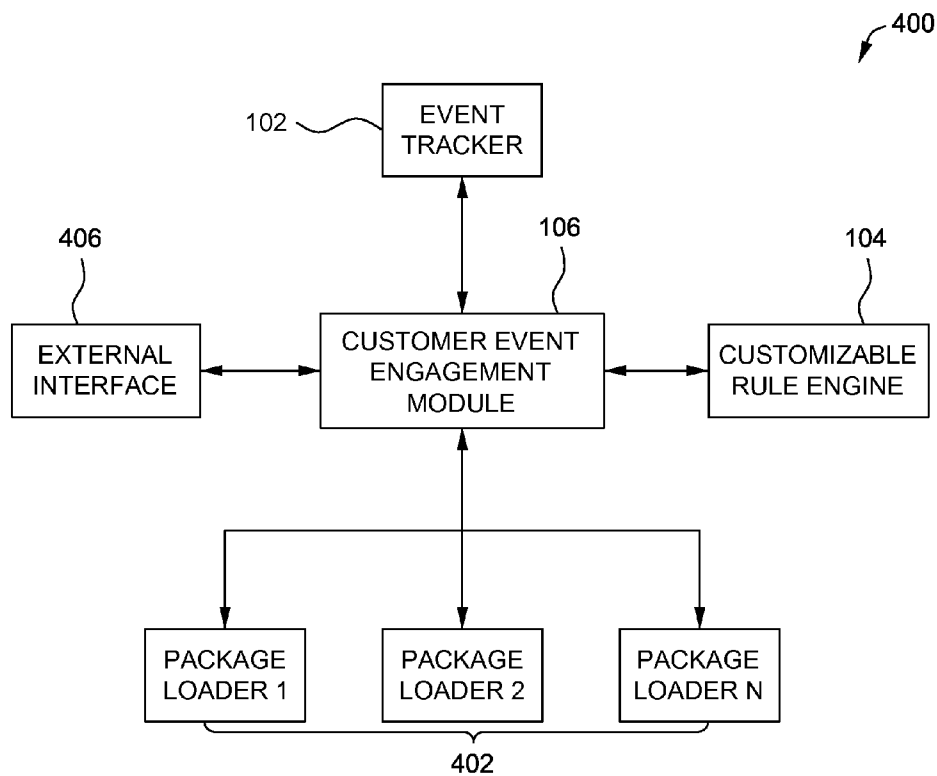 400
102
EVENT
TRACKER
406
106
104
EXTERNAL
INTERFACE
CUSTOMER EVENT
ENGAGEMENT
MODULE
CUSTOMIZABLE
RULE ENGINE
PACKAGE
LOADER 1
PACKAGE
LOADER 2
PACKAGE
LOADER N
402